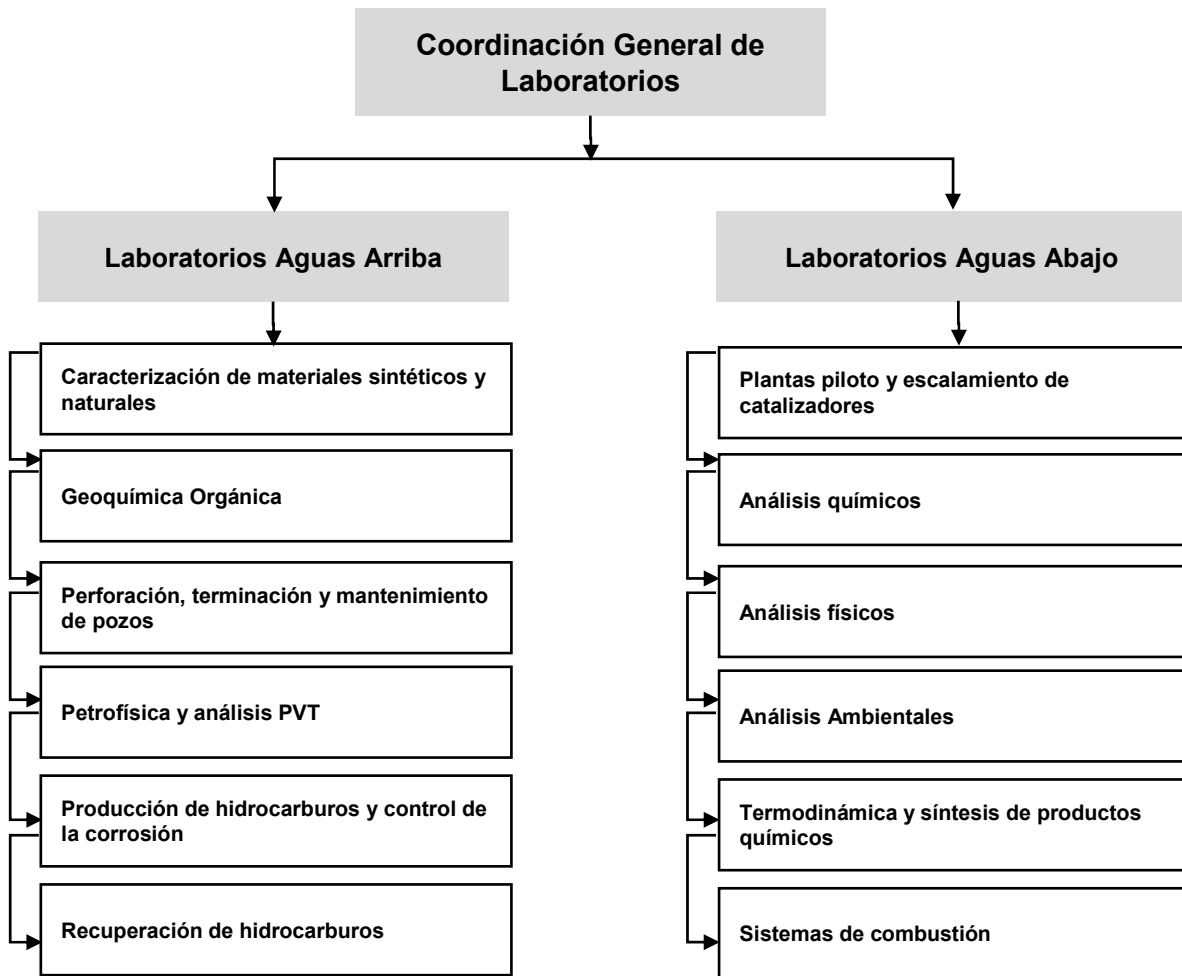 Coordinación General de
Laboratorios
Laboratorios Aguas Arriba
Caracterización de materiales sintéticos y
naturales
Geoquímica Orgánica
Perforación, terminación y mantenimiento
de pozos
Petrofísica y análisis PVT
Producción de hidrocarburos y control de
la corrosión
Recuperación de hidrocarburos
Laboratorios Aguas Abajo
Plantas piloto y escalamiento de
catalizadores
Análisis químicos
Análisis físicos
Análisis Ambientales
Termodinámica y síntesis de productos
químicos
Sistemas de combustión